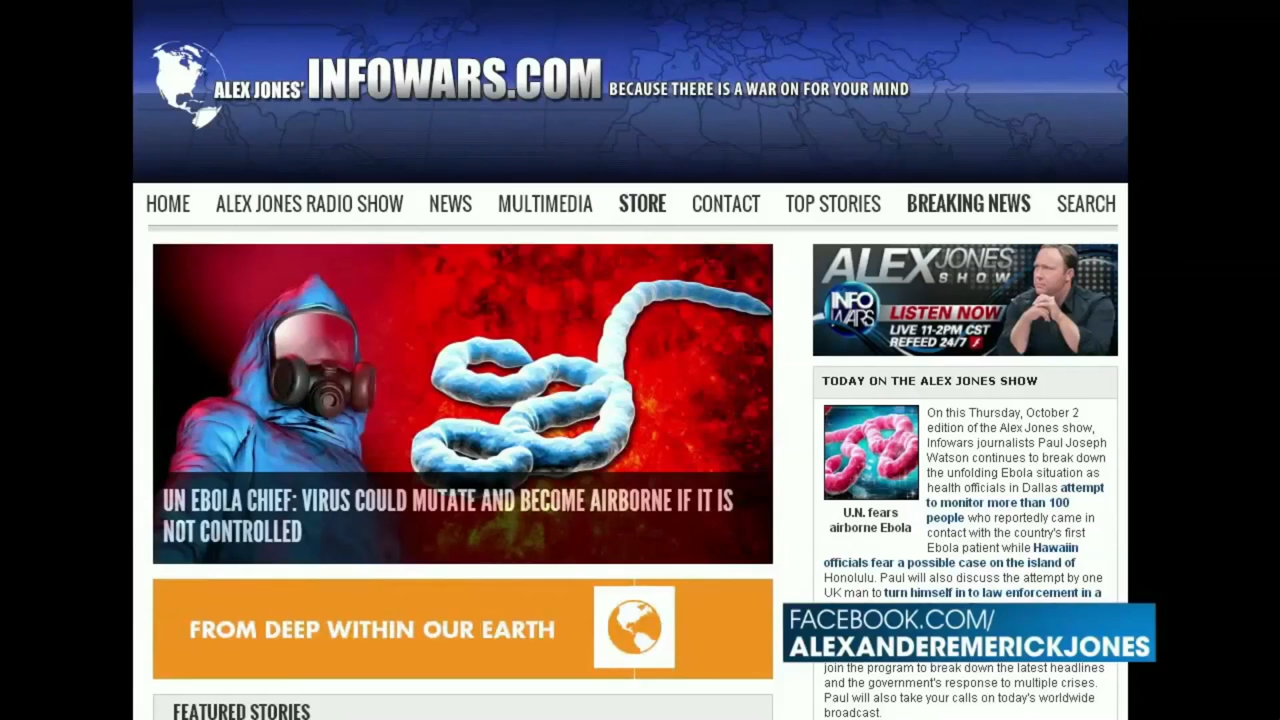 ALEX JONES' INFOWARS.COM BECAUSE THERE IS A WAR ON FOR YOUR MIND
HOME ALEX JONES RADIO SHOW NEWS MULTIMEDIA STORE CONTACT TOP STORIES BREAKING NEWS SEARCH
UN EBOLA CHIEF: VIRUS COULD MUTATE AND BECOME AIRBORNE IF IT IS
NOT CONTROLLED
FROM DEEP WITHIN OUR EARTH
FEATURED STORIES
ALEX JONES
SHOW
INFO
WARS
LISTEN NOW
LIVE 11-2PM CST
REFEED 24/7
TODAY ON THE ALEX JONES SHOW
U.N. fears
airborne Ebola
On this Thursday, October 2
edition of the Alex Jones show,
Infowars journalists Paul Joseph
Watson continues to break down
the unfolding Ebola situation as
health officials in Dallas attempt
to monitor more than 100
people who reportedly came in
contact with the country's first
Ebola patient while Hawaiin
officials fear a possible case on the island of
Honolulu. Paul will also discuss the attempt by one
UK man to turn himself in to law enforcement in a
FACEBOOK.COM/
ALEXANDEREMERICKJONES
join the program to break down the latest headlines
and the government's response to multiple crises.
Paul will also take your calls on today's worldwide
broadcast.